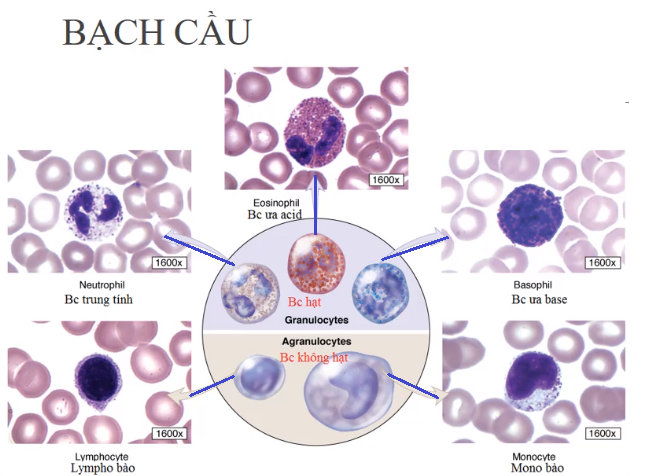 BẠCH CẦU
1600x
Eosinophil
Bc ưa acid
1600x
Neutrophil
Bc trung tính
1600x
Basophil
Bc ưa base
Bc hạt
Granulocytes
Agranulocytes
Bc không hạt
1600x
Lymphocyte
Lympho bào
1600x
Monocyte
Mono bào